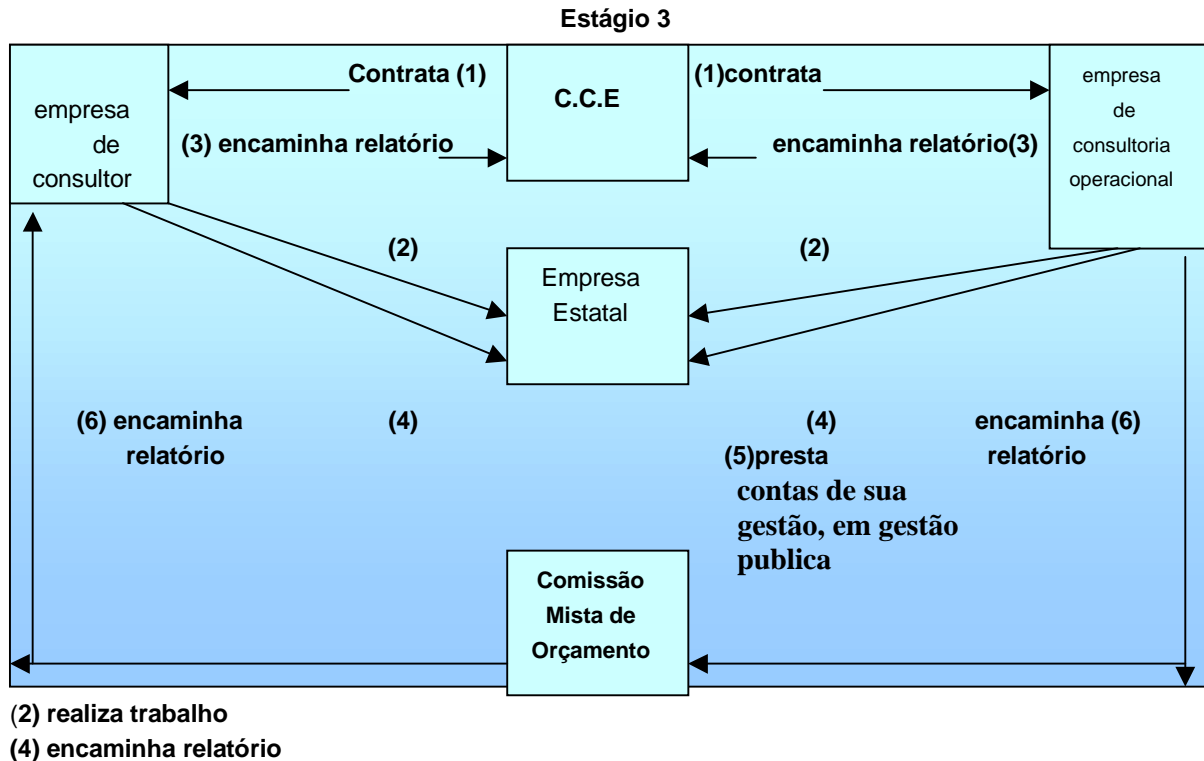 Estágio 3
Contrata (1)
C.C.E
(1)contrata
empresa
de
consultor
empresa
de
consultoria
operacional
(3) encaminha relatório
encaminha relatório(3)
(2)
(2)
Empresa
Estatal
(6) encaminha
relatório
(4)
(4)
encaminha (6)
relatório
(5)presta
contas de sua
gestão, em gestão
publica
Comissão
Mista de
Orçamento
(2) realiza trabalho
(4) encaminha relatório